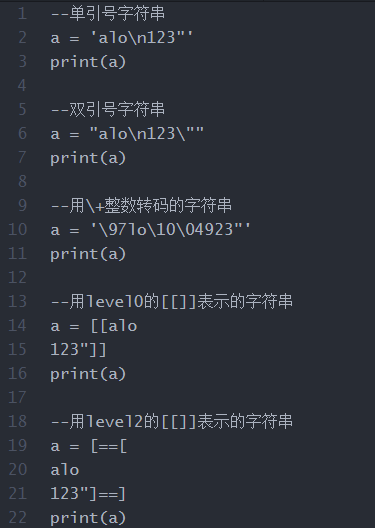 1 --单引号字符串
2 a = 'alo\n123"'
3 print(a)
4
5 --双引号字符串
6 a = "alo\n123\""
7 print(a)
8
9 --用\+整数转码的字符串
10 a = '\97lo\10\04923"'
11 print(a)
12
13 --用level0的[[]]表示的字符串
14 a = [[alo
15 123"]]
16 print(a)
17
18 --用level2的[[]]表示的字符串
19 a = [==[
20 alo
21 123"]==]
22 print(a)